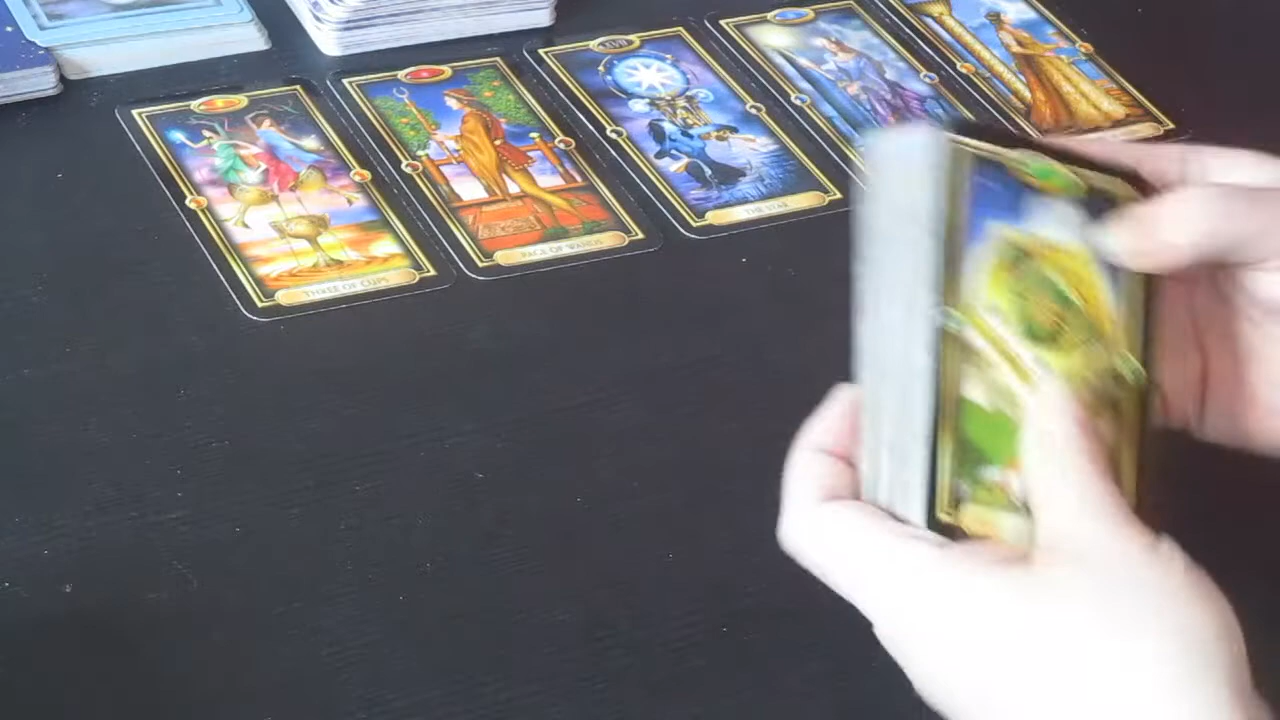 THREE OF CUPS
PAGE OF WANDS
XVII
THE STAR